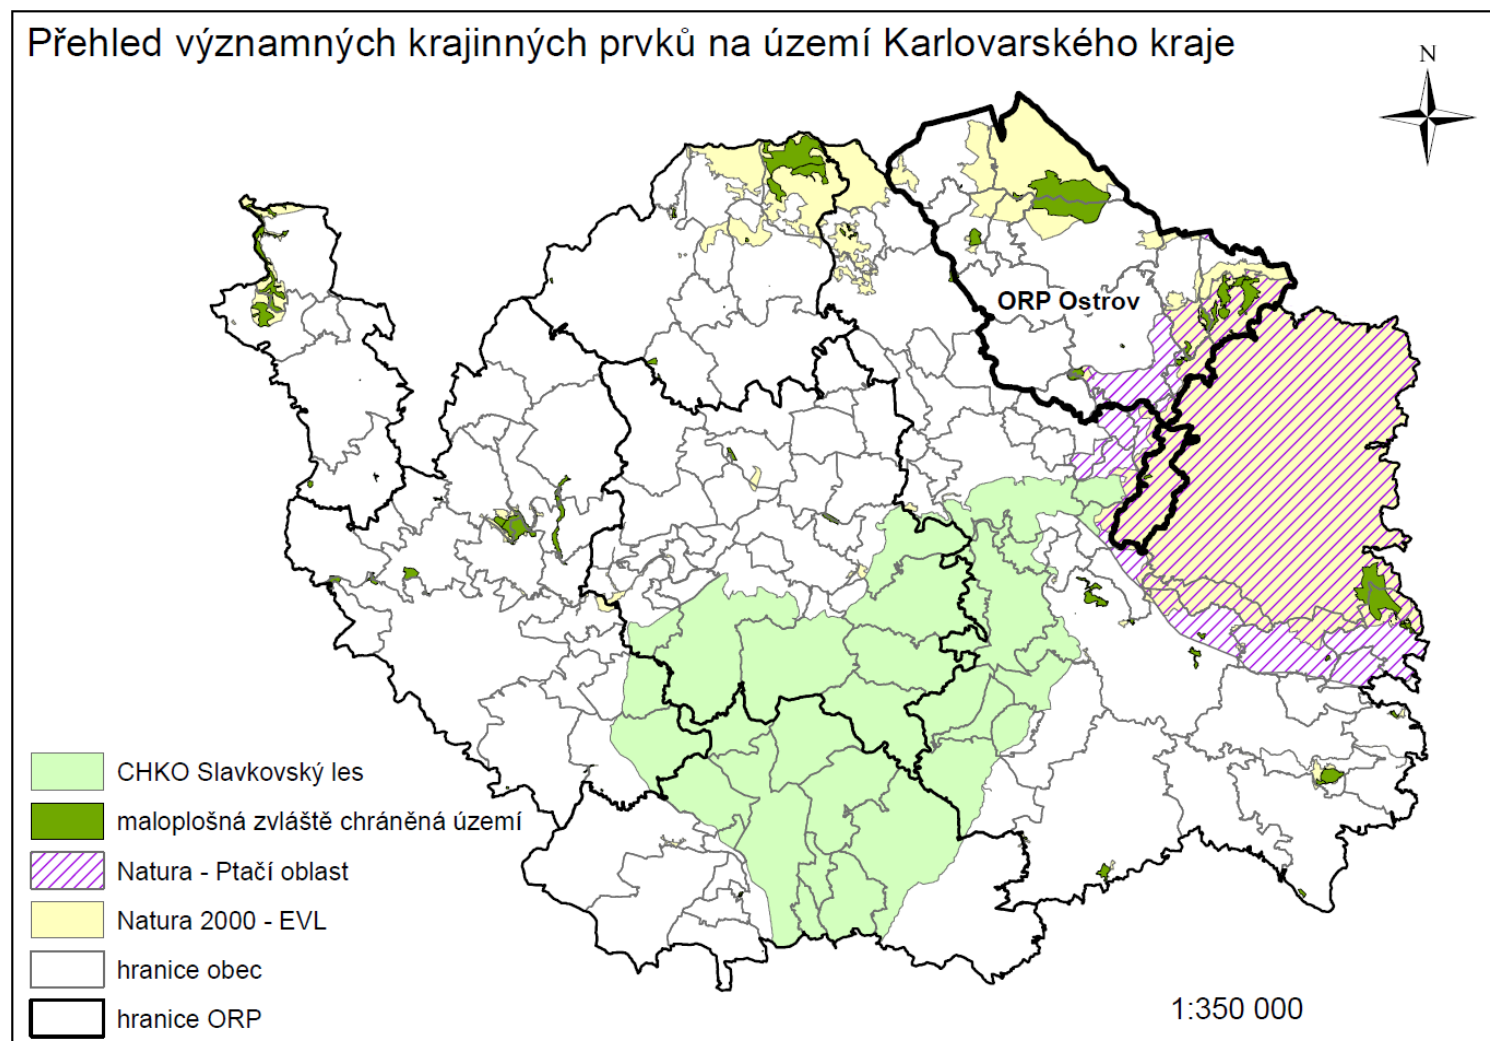 Přehled významných krajinných prvků na území Karlovarského kraje
N
ORP Ostrov
CHKO Slavkovský les
maloplošná zvláště chráněná území
Natura - Ptačí oblast
Natura 2000 - EVL
hranice obec
hranice ORP
1:350 000